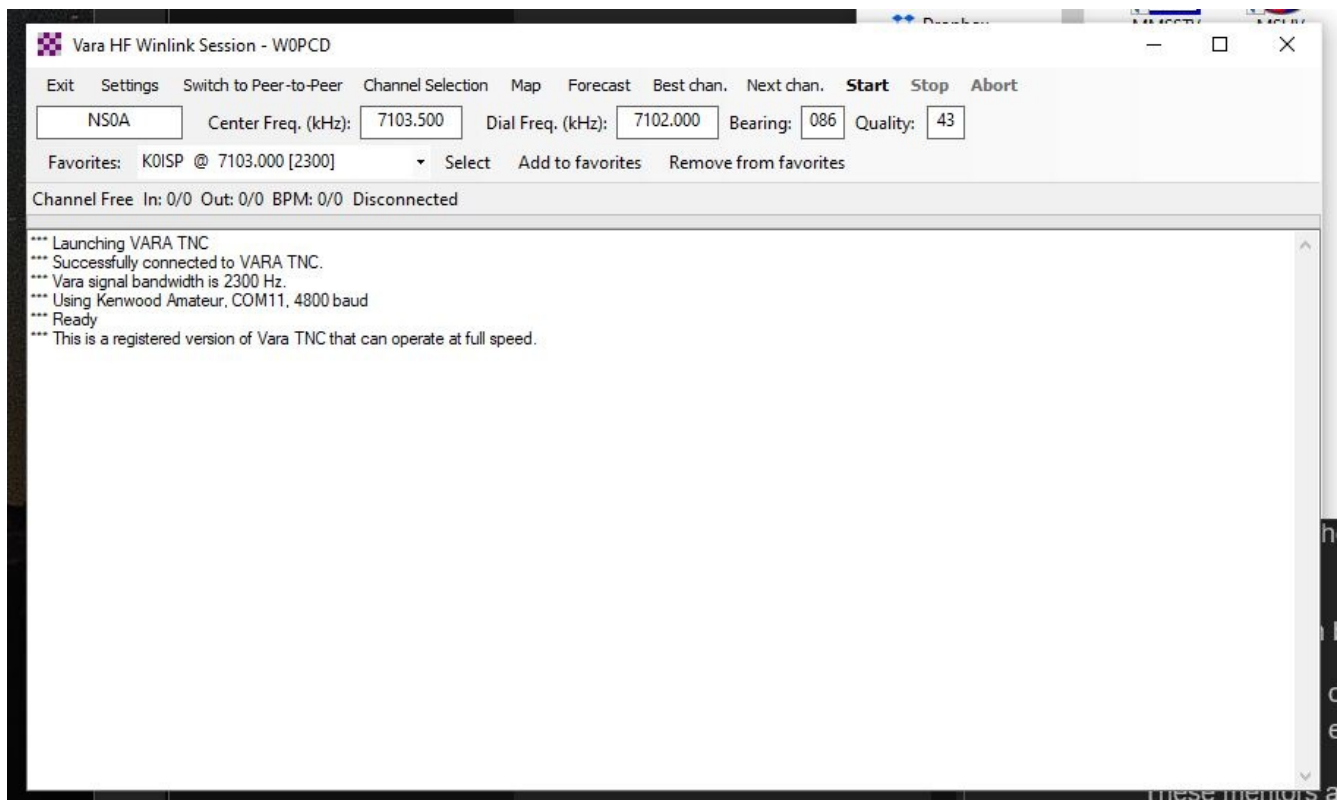 Vara HF Winlink Session - W0PCD
Exit Settings Switch to Peer-to-Peer Channel Selection Map Forecast Best chan. Next chan. Start Stop Abort
NS0A Center Freq. (kHz): 7103.500 Dial Freq. (kHz): 7102.000 Bearing: 086 Quality: 43
Favorites: K0ISP @ 7103.000 [2300] Select Add to favorites Remove from favorites
Channel Free In: 0/0 Out: 0/0 BPM: 0/0 Disconnected
*** Launching VARA TNC
*** Successfully connected to VARA TNC.
*** Vara signal bandwidth is 2300 Hz.
*** Using Kenwood Amateur, COM11, 4800 baud
*** Ready
*** This is a registered version of Vara TNC that can operate at full speed.
These mentors a